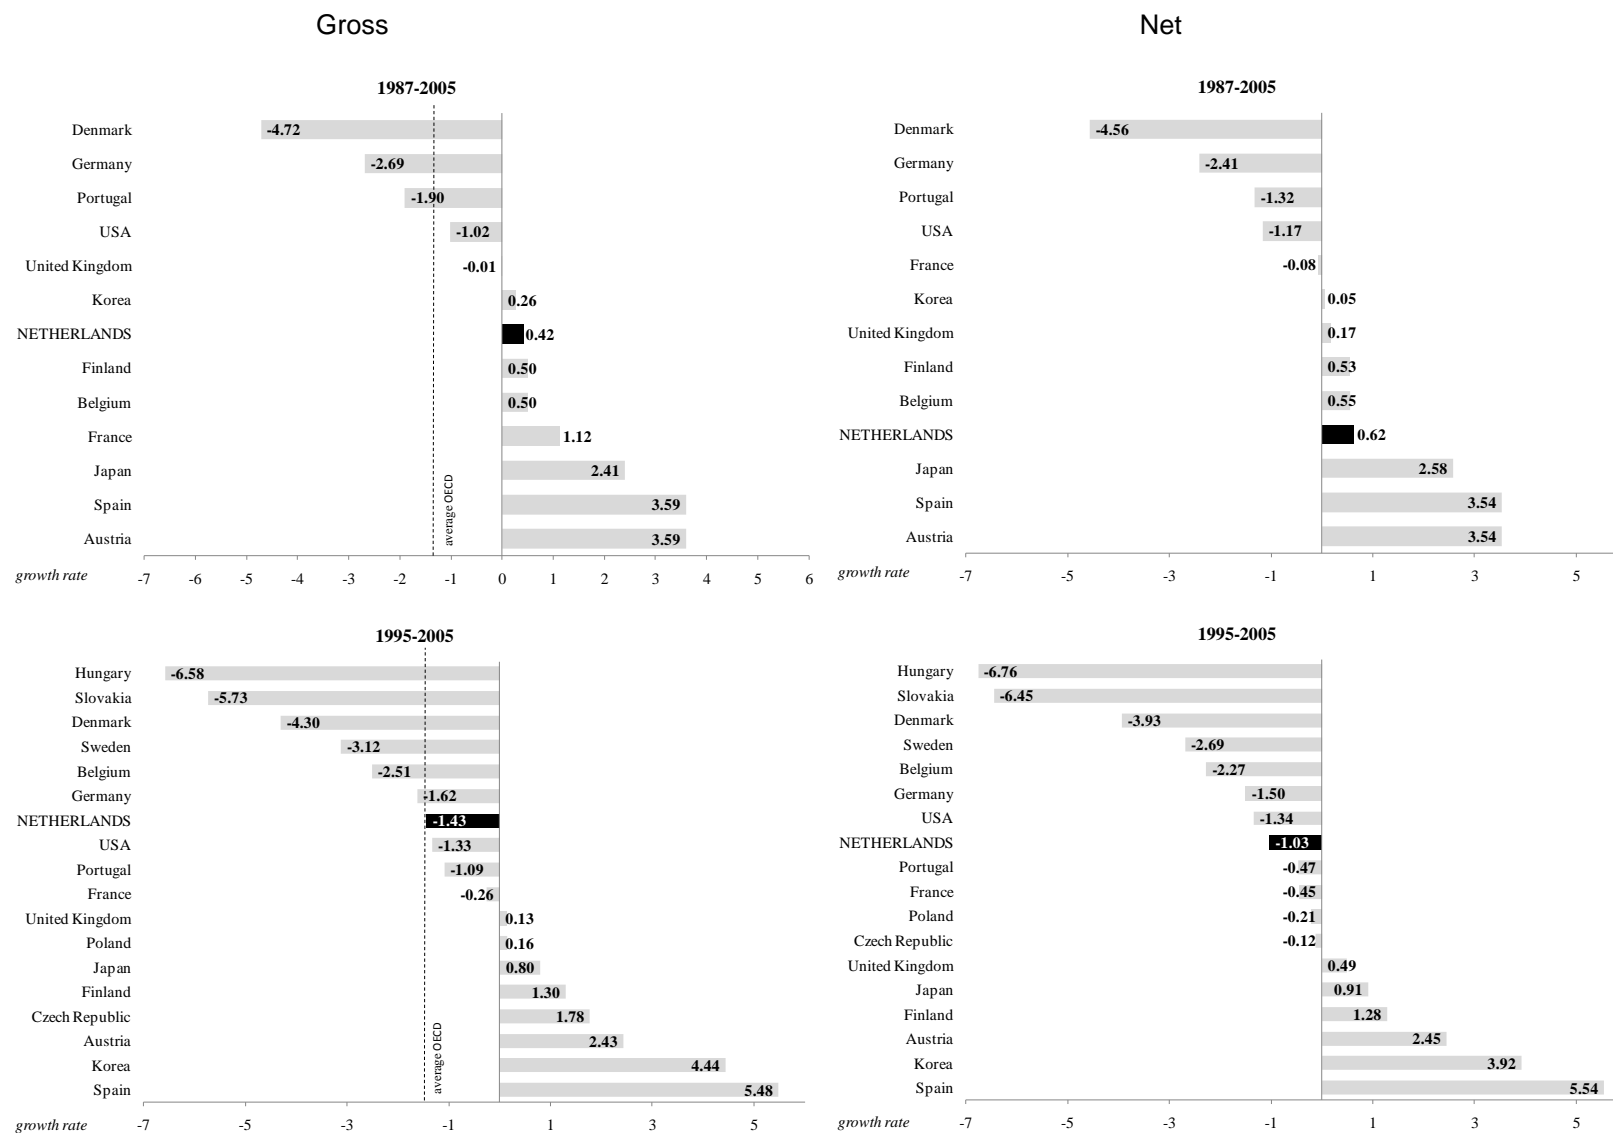 Gross
Net
1987-2005
Denmark -4.72
Germany -2.69
Portugal -1.90
USA -1.02
United Kingdom -0.01
Korea 0.26
NETHERLANDS 0.42
Finland 0.50
Belgium 0.50
France 1.12
Japan 2.41
Spain 3.59
Austria 3.59
average OECD
-7 -6 -5 -4 -3 -2 -1 0 1 2 3 4 5 6
growth rate
1987-2005
Denmark -4.56
Germany -2.41
Portugal -1.32
USA -1.17
France -0.08
Korea 0.05
United Kingdom 0.17
Finland 0.53
Belgium 0.55
NETHERLANDS 0.62
Japan 2.58
Spain 3.54
Austria 3.54
growth rate -7 -5 -3 -1 1 3 5
1995-2005
Hungary -6.58
Slovakia -5.73
Denmark -4.30
Sweden -3.12
Belgium -2.51
Germany -1.62
NETHERLANDS -1.43
USA -1.33
Portugal -1.09
France -0.26
United Kingdom 0.13
Poland 0.16
Japan 0.80
Finland 1.30
Czech Republic 1.78
Austria 2.43
Korea 4.44
Spain 5.48
average OECD
growth rate -7 -5 -3 -1 1 3 5
1995-2005
Hungary -6.76
Slovakia -6.45
Denmark -3.93
Sweden -2.69
Belgium -2.27
Germany -1.50
USA -1.34
NETHERLANDS -1.03
Portugal -0.47
France -0.45
Poland -0.21
Czech Republic -0.12
United Kingdom 0.49
Japan 0.91
Finland 1.28
Austria 2.45
Korea 3.92
Spain 5.54
growth rate -7 -5 -3 -1 1 3 5